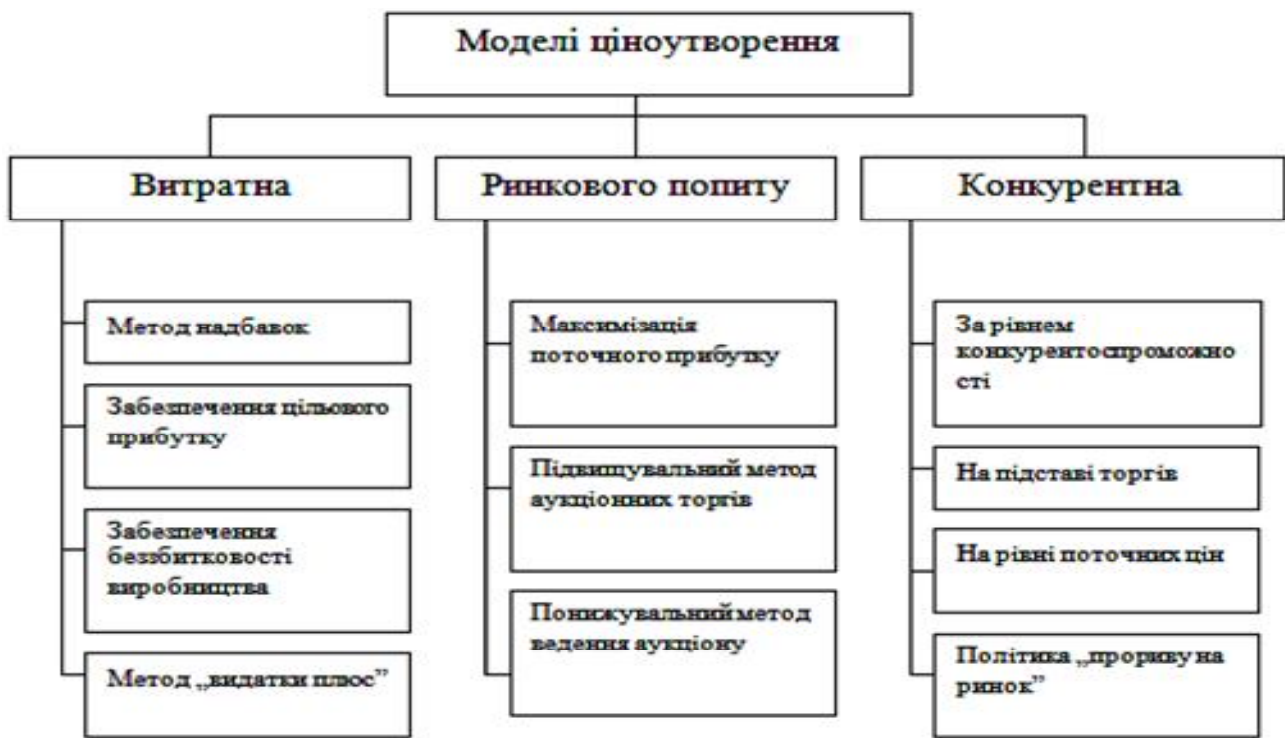 Моделі ціноутворення
Витратна
Ринкового попиту
Конкурентна
Метод надбавок
Забезпечення цільового
прибутку
Забезпечення
беззбитковості
виробництва
Метод „видатки плюс”
Максимізація
поточного прибутку
Підвищувальний метод
аукціонних торгів
Понижувальний метод
ведення аукціону
За рівнем
конкурентоспроможно
сті
На підставі торгів
На рівні поточних цін
Політика „прориву на
ринок”